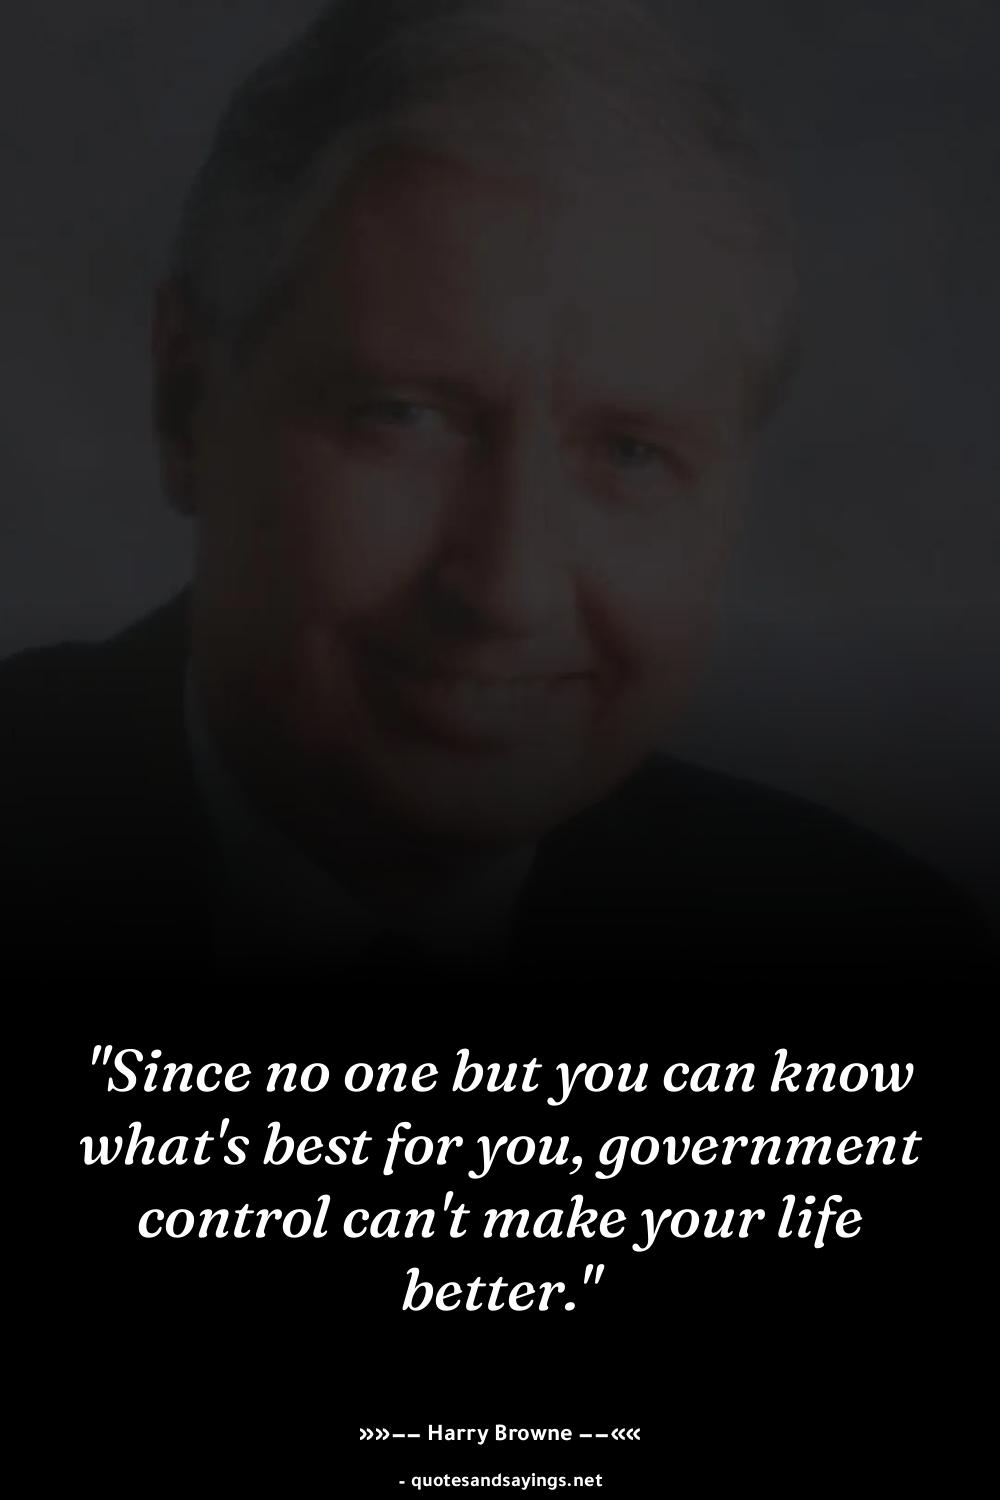 "Since no one but you can know
what's best for you, government
control can't make your life
better."
»»–– Harry Browne ––««
- quotesandsayings.net